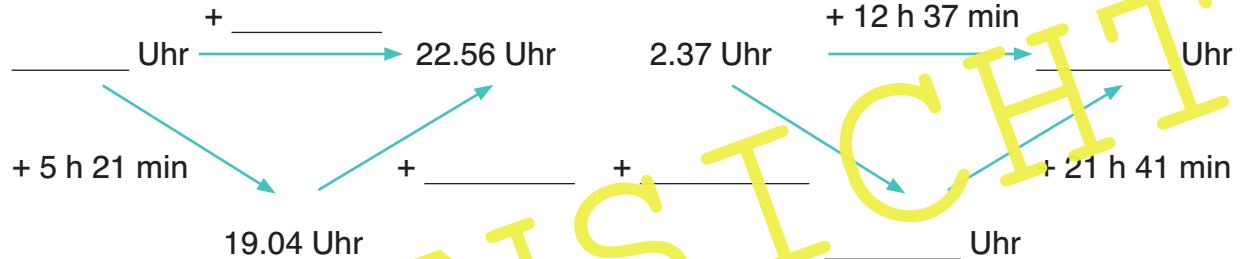 + ________ + 12 h 37 min
________ Uhr 22.56 Uhr 2.37 Uhr ________ Uhr
+ 5 h 21 min + ________ + ________ + 21 h 41 min
19.04 Uhr ________ Uhr
NSICHT